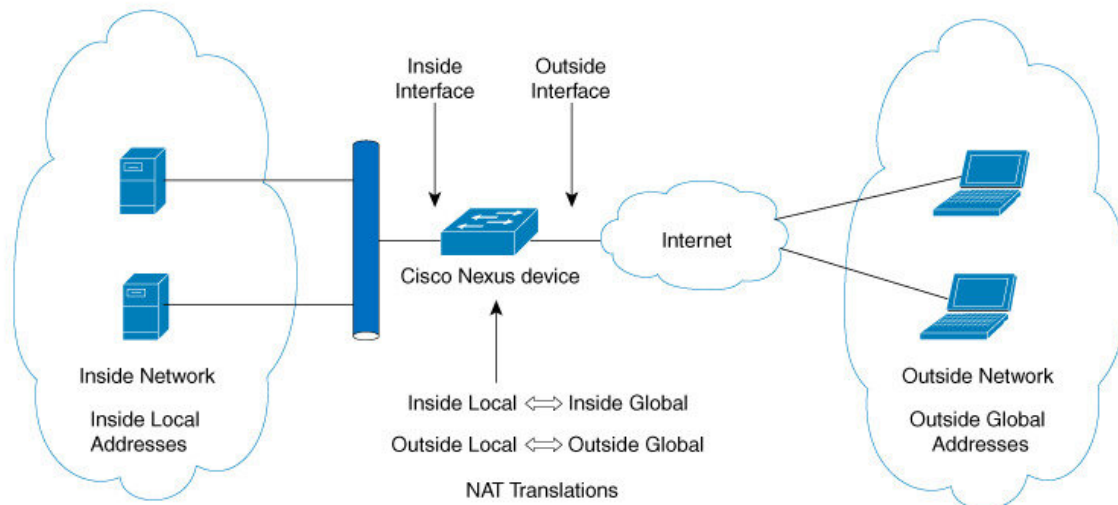 Inside
Interface
Outside
Interface
Internet
Cisco Nexus device
Inside Network
Inside Local
Addresses
Inside Local ⇔ Inside Global
Outside Local ⇔ Outside Global
NAT Translations
Outside Network
Outside Global
Addresses